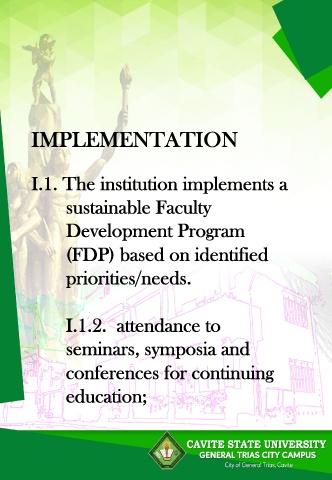 IMPLEMENTATION
I.1. The institution implements a
sustainable Faculty
Development Program
(FDP) based on identified
priorities/needs.
I.1.2. attendance to
seminars, symposia and
conferences for continuing
education;
CAVITE STATE UNIVERSITY
GENERAL TRIAS CITY CAMPUS
City of General Trias, Cavite